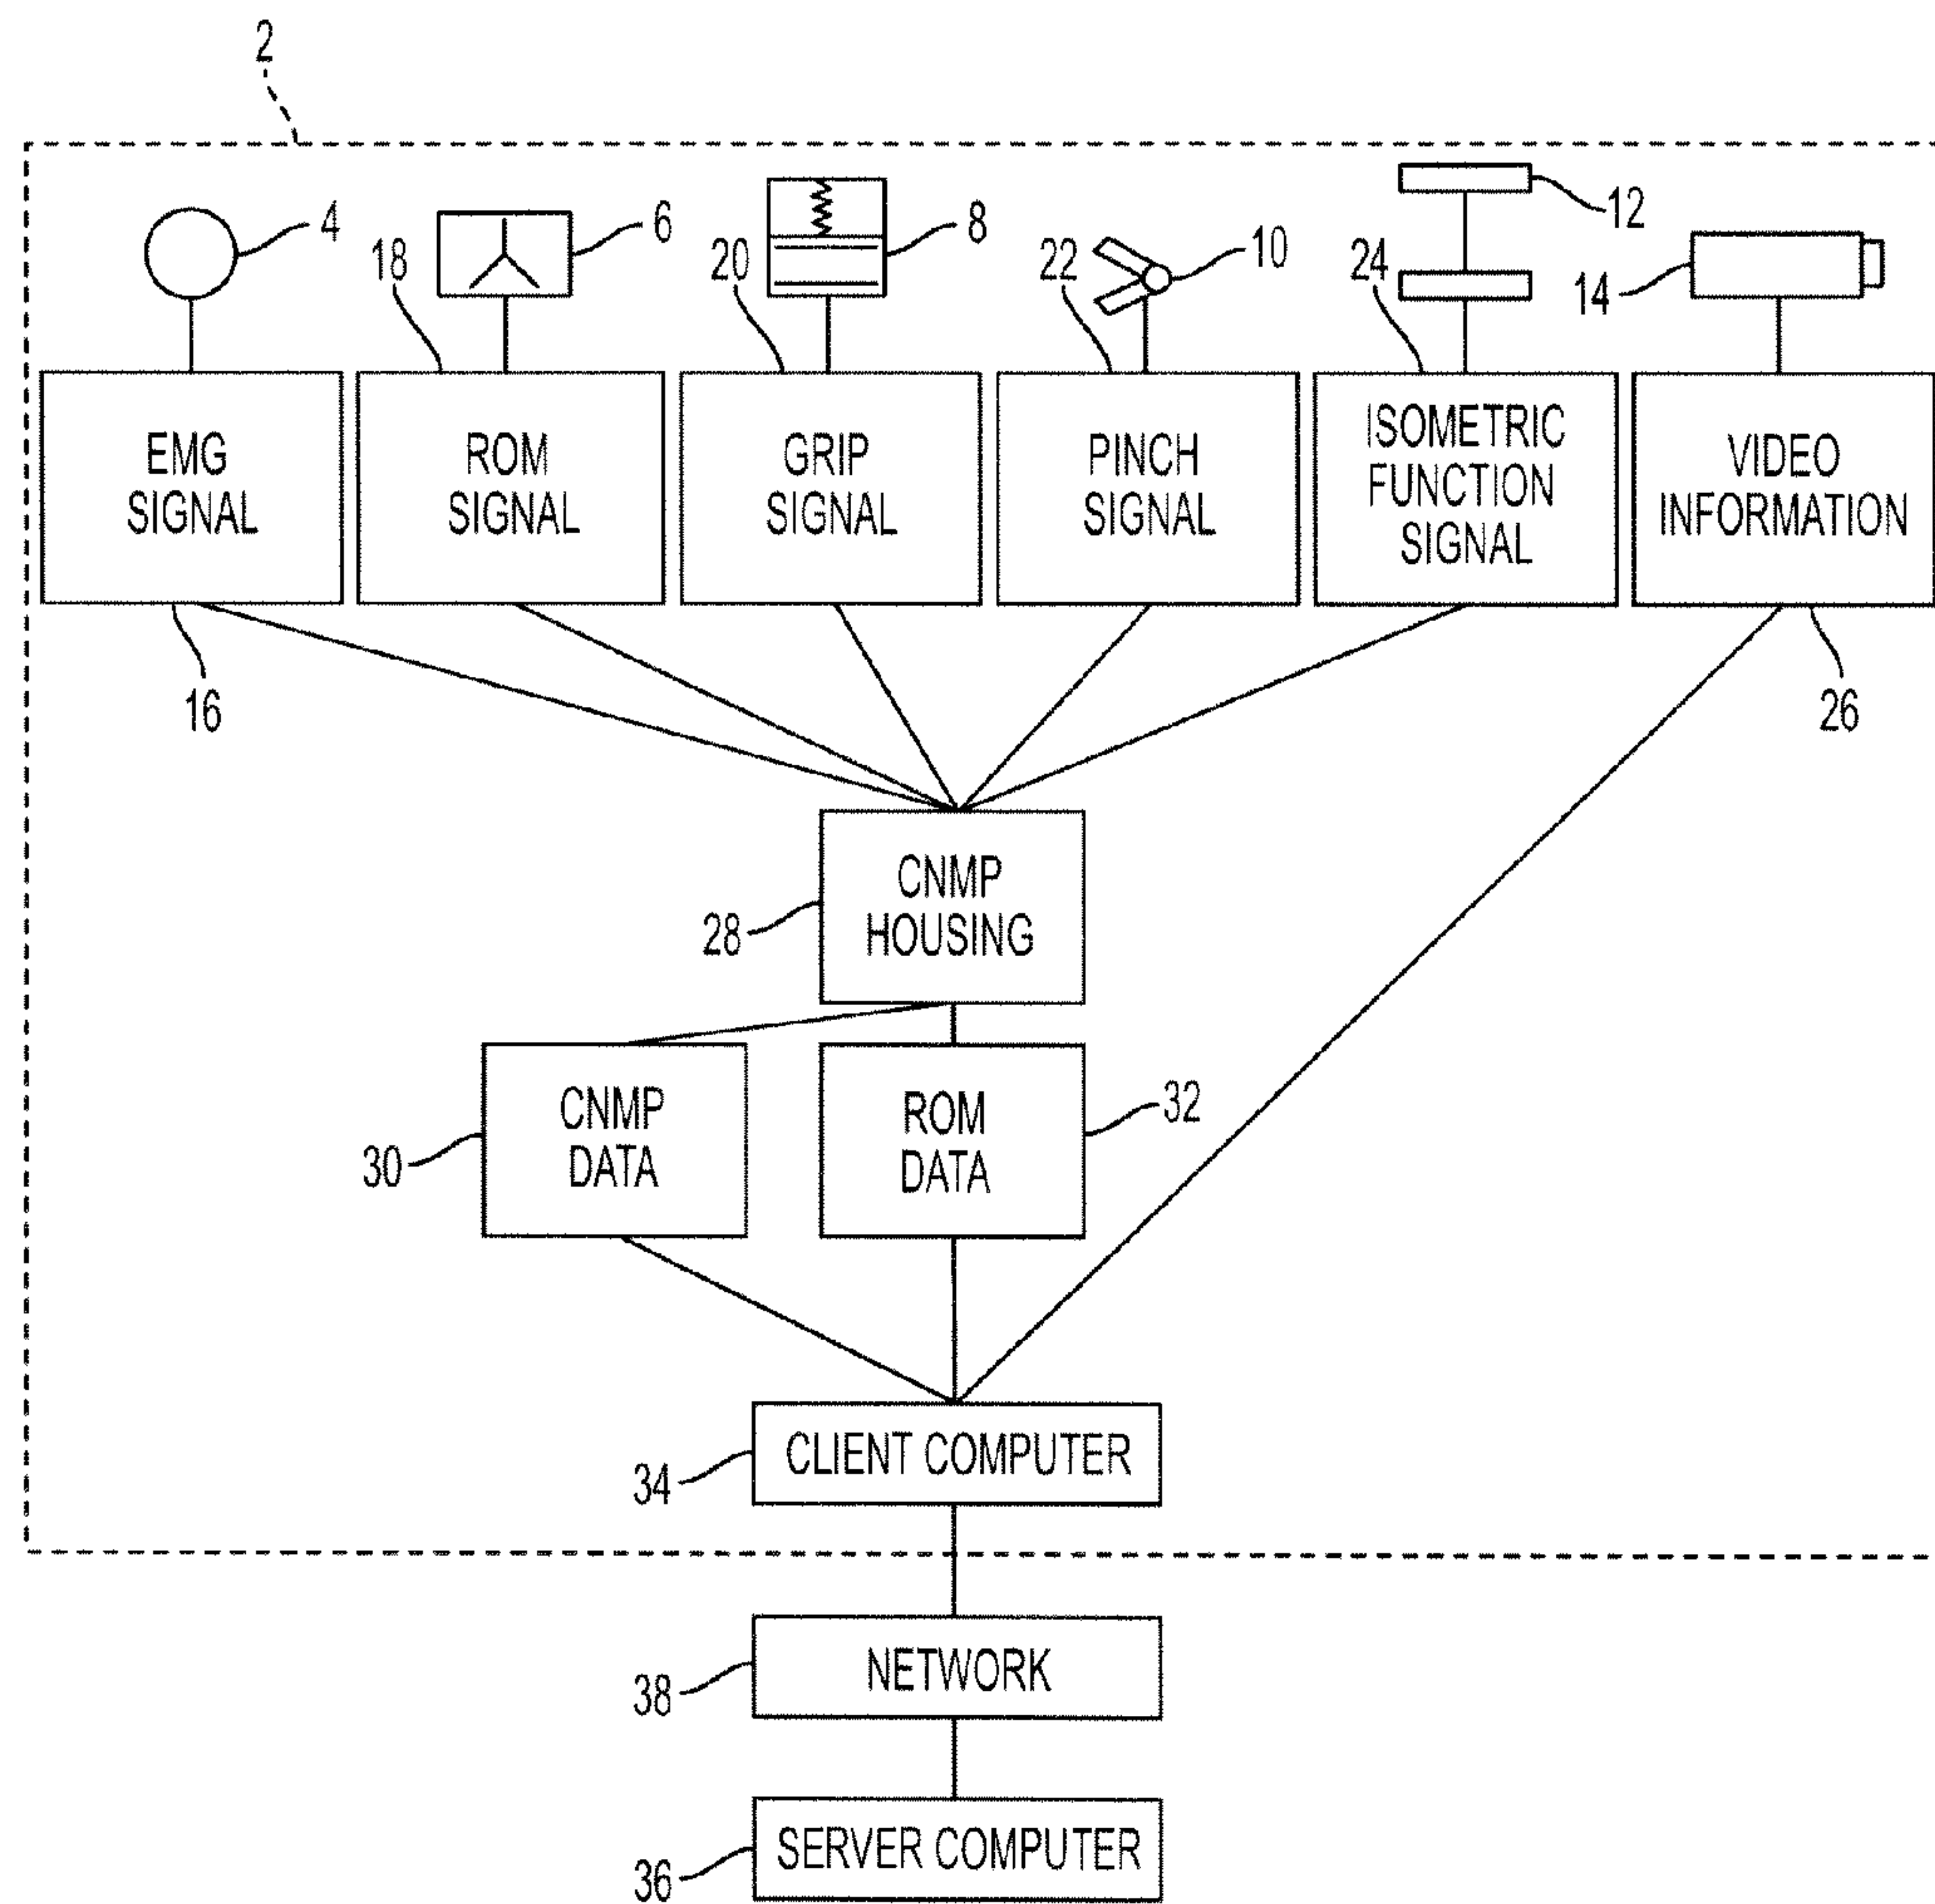 2
4
6
8
10
12
14
18
20
22
24
EMG
SIGNAL
ROM
SIGNAL
GRIP
SIGNAL
PINCH
SIGNAL
ISOMETRIC
FUNCTION
SIGNAL
VIDEO
INFORMATION
16
26
CNMP
HOUSING
28
CNMP
DATA
30
ROM
DATA
32
CLIENT COMPUTER
34
NETWORK
38
SERVER COMPUTER
36